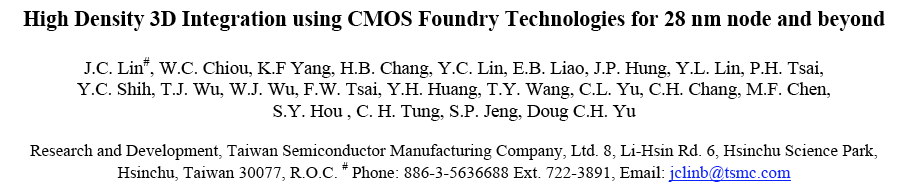 High Density 3D Integration using CMOS Foundry Technologies for 28 nm node and beyond
J.C. Lin#, W.C. Chiou, K.F Yang, H.B. Chang, Y.C. Lin, E.B. Liao, J.P. Hung, Y.L. Lin, P.H. Tsai,
Y.C. Shih, T.J. Wu, W.J. Wu, F.W. Tsai, Y.H. Huang, T.Y. Wang, C.L. Yu, C.H. Chang, M.F. Chen,
S.Y. Hou , C. H. Tung, S.P. Jeng, Doug C.H. Yu
Research and Development, Taiwan Semiconductor Manufacturing Company, Ltd. 8, Li-Hsin Rd. 6, Hsinchu Science Park,
Hsinchu, Taiwan 30077, R.O.C. # Phone: 886-3-5636688 Ext. 722-3891, Email: jclinb@tsmc.com